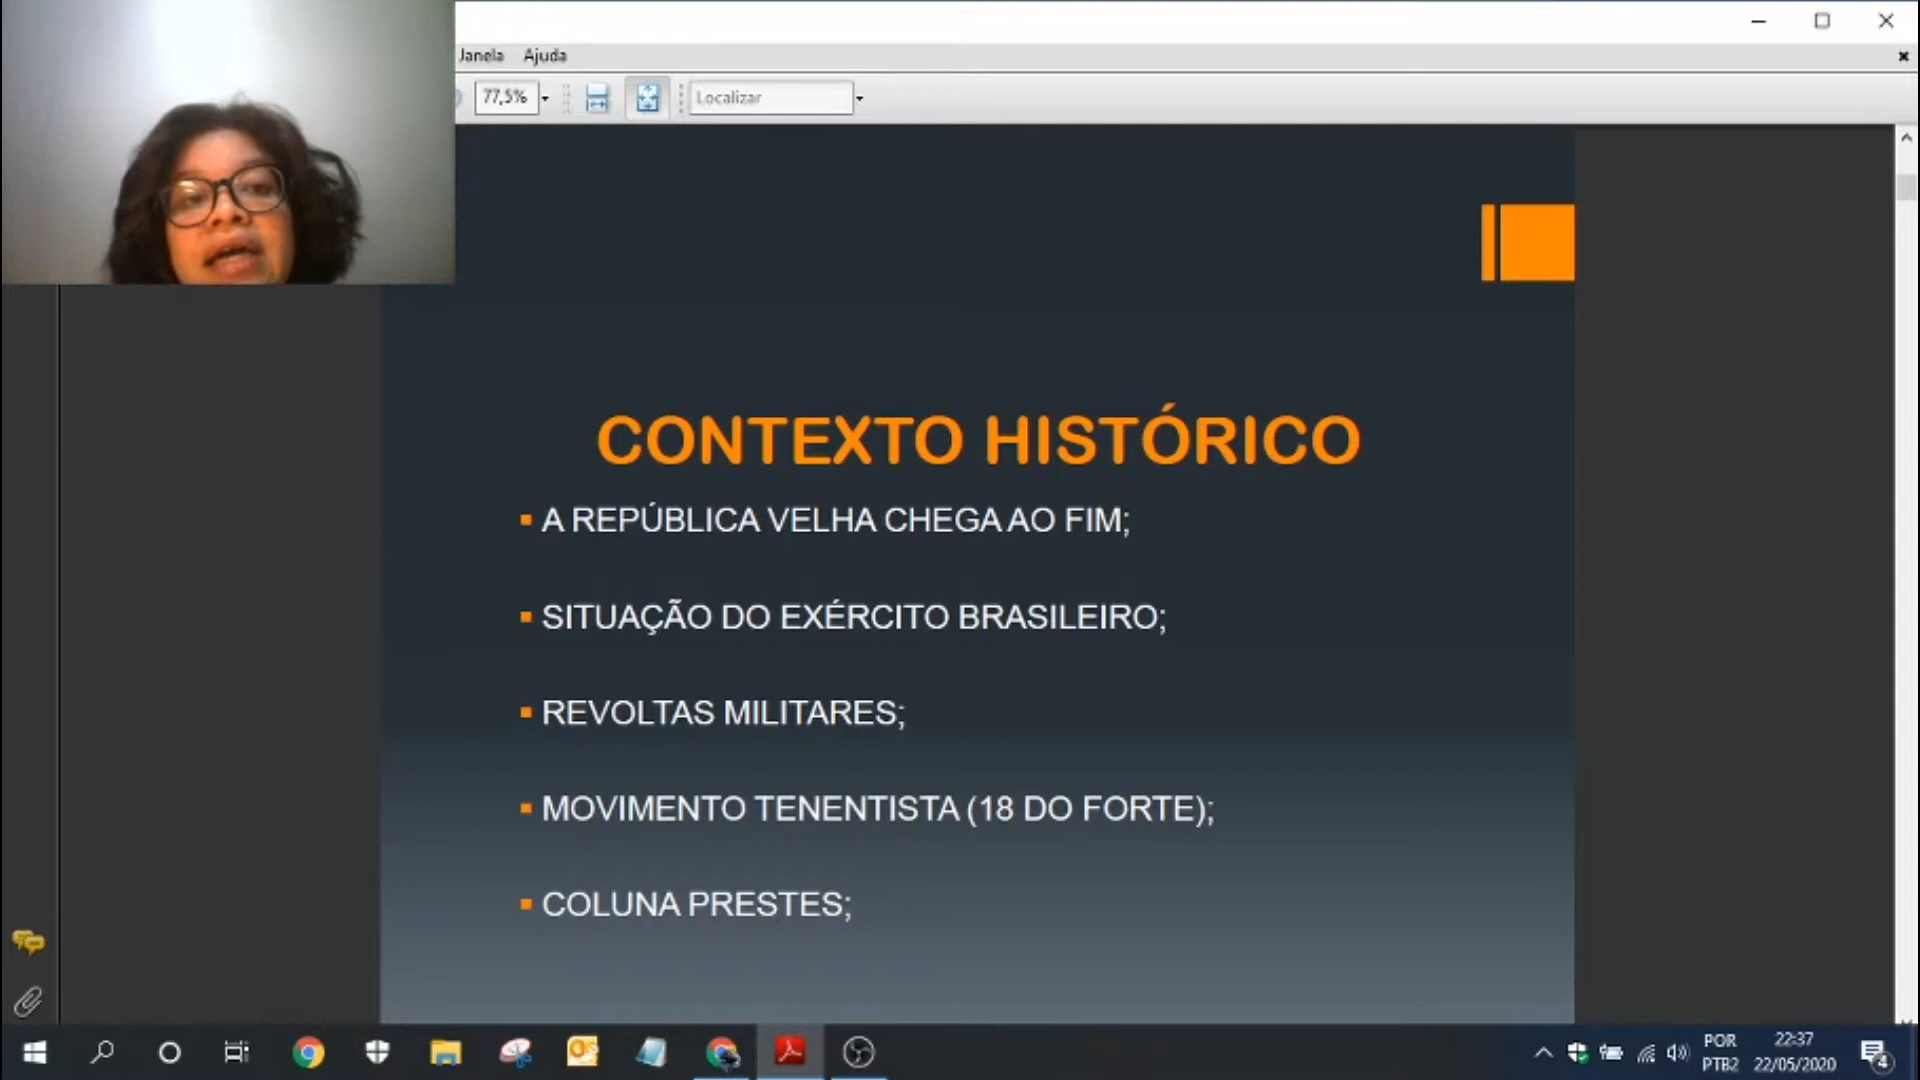 Janela Ajuda
77,5%
Localizar
CONTEXTO HISTÓRICO
A REPÚBLICA VELHA CHEGA AO FIM;
SITUAÇÃO DO EXÉRCITO BRASILEIRO;
REVOLTAS MILITARES;
MOVIMENTO TENENTISTA (18 DO FORTE);
COLUNA PRESTES;
POR 22:37
PTB2 22/05/2020
4